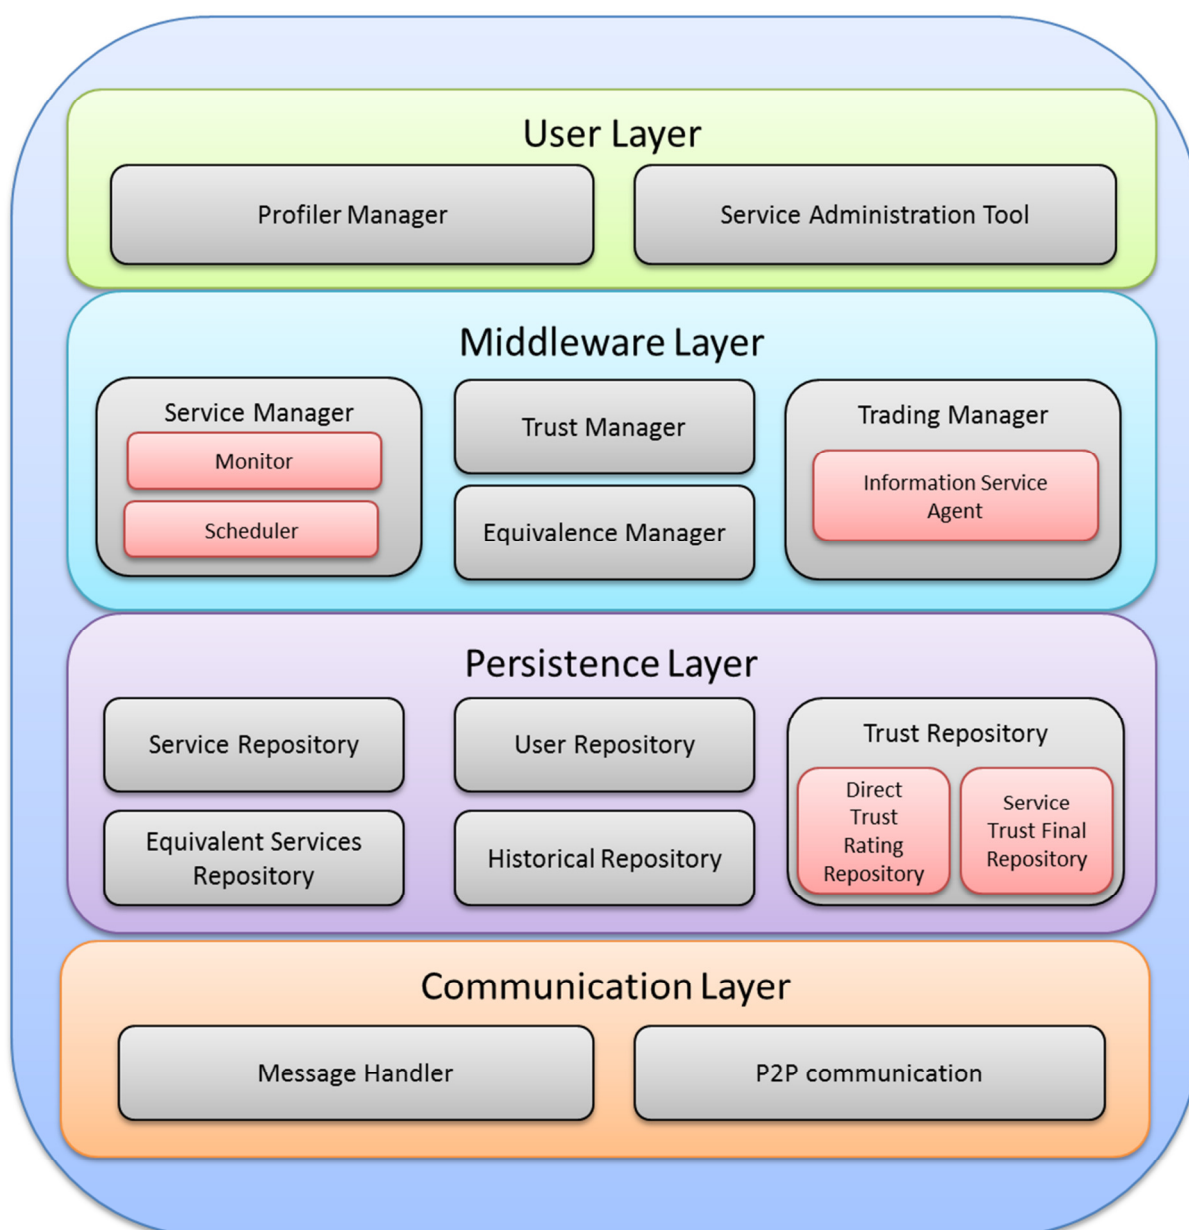 User Layer
Profiler Manager
Service Administration Tool
Middleware Layer
Service Manager
Monitor
Scheduler
Trust Manager
Equivalence Manager
Trading Manager
Information Service
Agent
Persistence Layer
Service Repository
User Repository
Equivalent Services
Repository
Historical Repository
Trust Repository
Direct
Trust
Rating
Repository
Service
Trust Final
Repository
Communication Layer
Message Handler
P2P communication